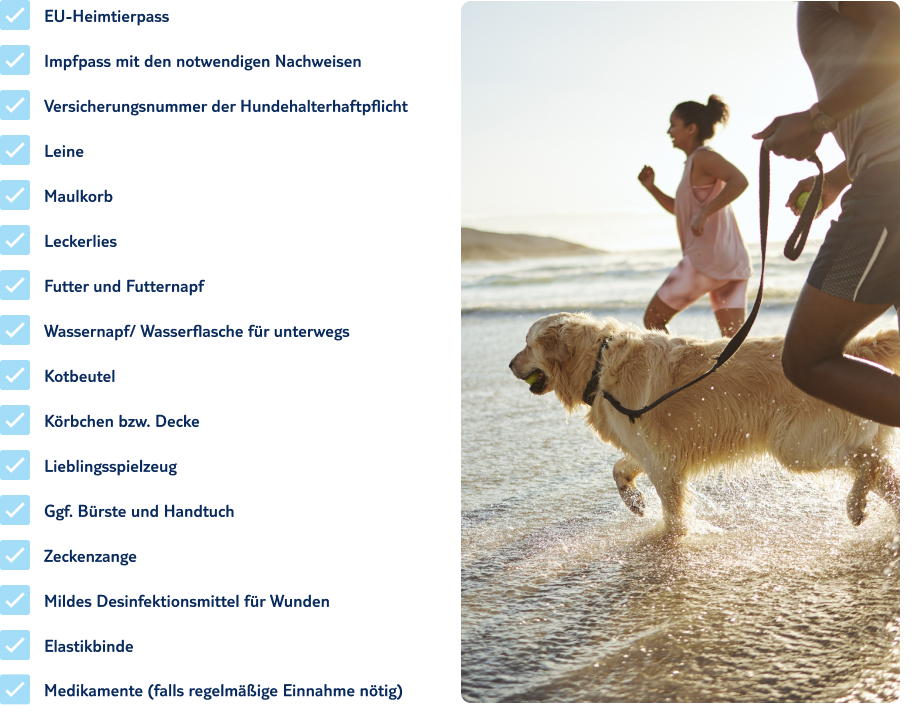 EU-Heimtierpass
Impfpass mit den notwendigen Nachweisen
Versicherungsnummer der Hundehalterhaftpflicht
Leine
Maulkorb
Leckerlies
Futter und Futternapf
Wassernapf/ Wasserflasche für unterwegs
Kotbeutel
Körbchen bzw. Decke
Lieblingsspielzeug
Ggf. Bürste und Handtuch
Zeckenzange
Mildes Desinfektionsmittel für Wunden
Elastikbinde
Medikamente (falls regelmäßige Einnahme nötig)